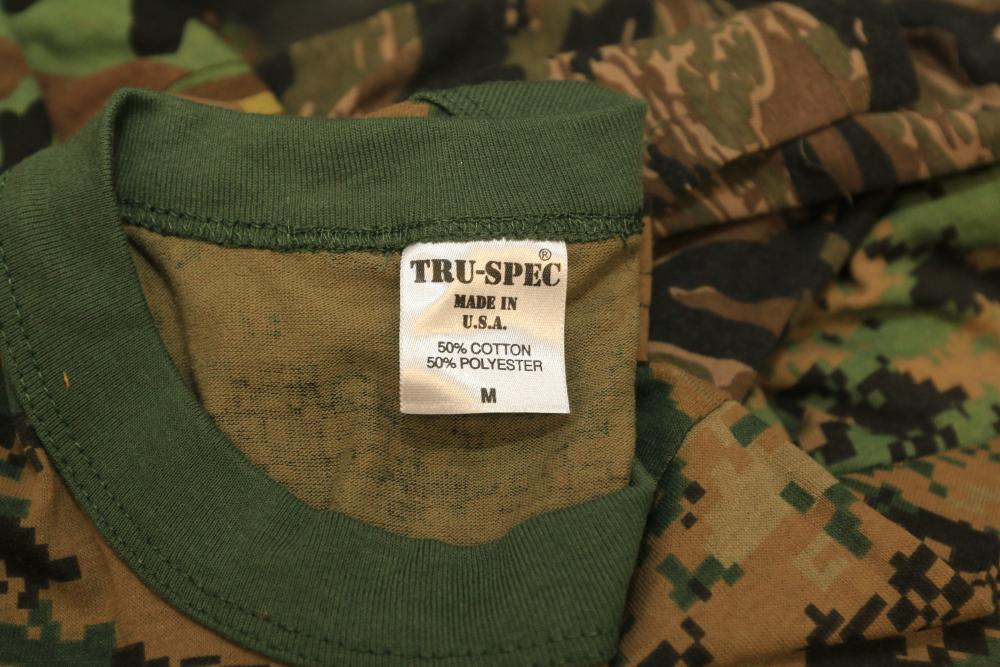 TRU-SPEC®
MADE IN
U.S.A.
50% COTTON
50% POLYESTER
M